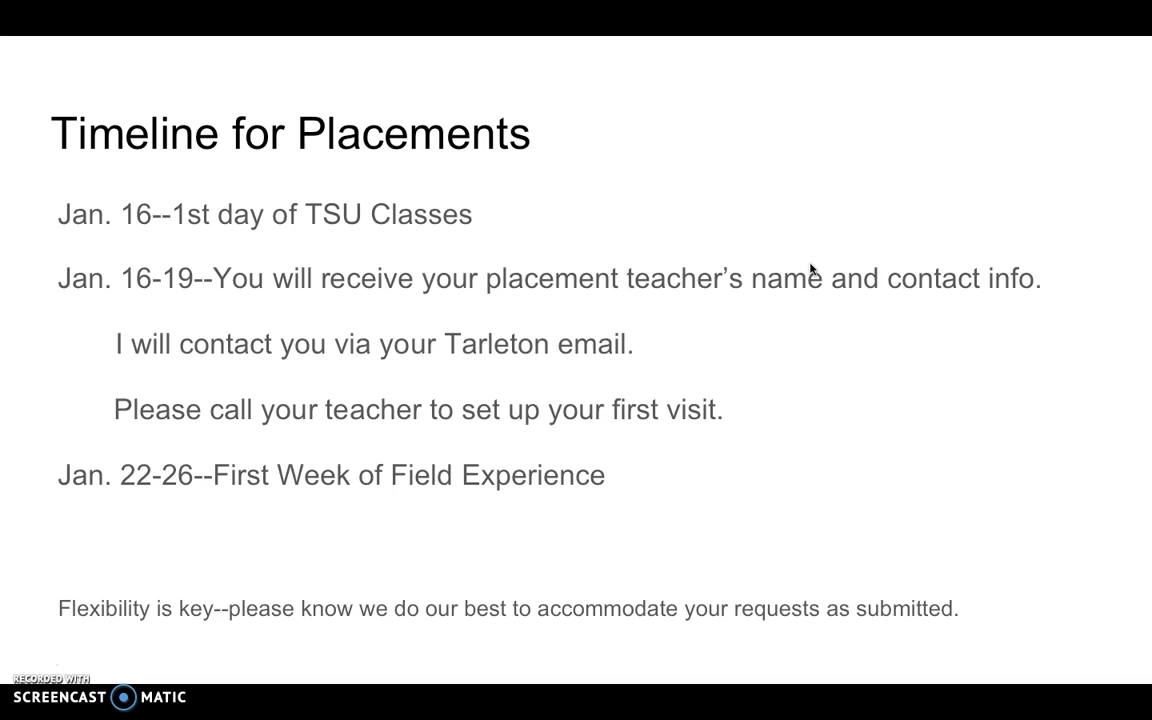 Timeline for Placements
Jan. 16--1st day of TSU Classes
Jan. 16-19--You will receive your placement teacher’s name and contact info.
I will contact you via your Tarleton email.
Please call your teacher to set up your first visit.
Jan. 22-26--First Week of Field Experience
Flexibility is key--please know we do our best to accommodate your requests as submitted.
RECORDED WITH
SCREENCAST MATIC